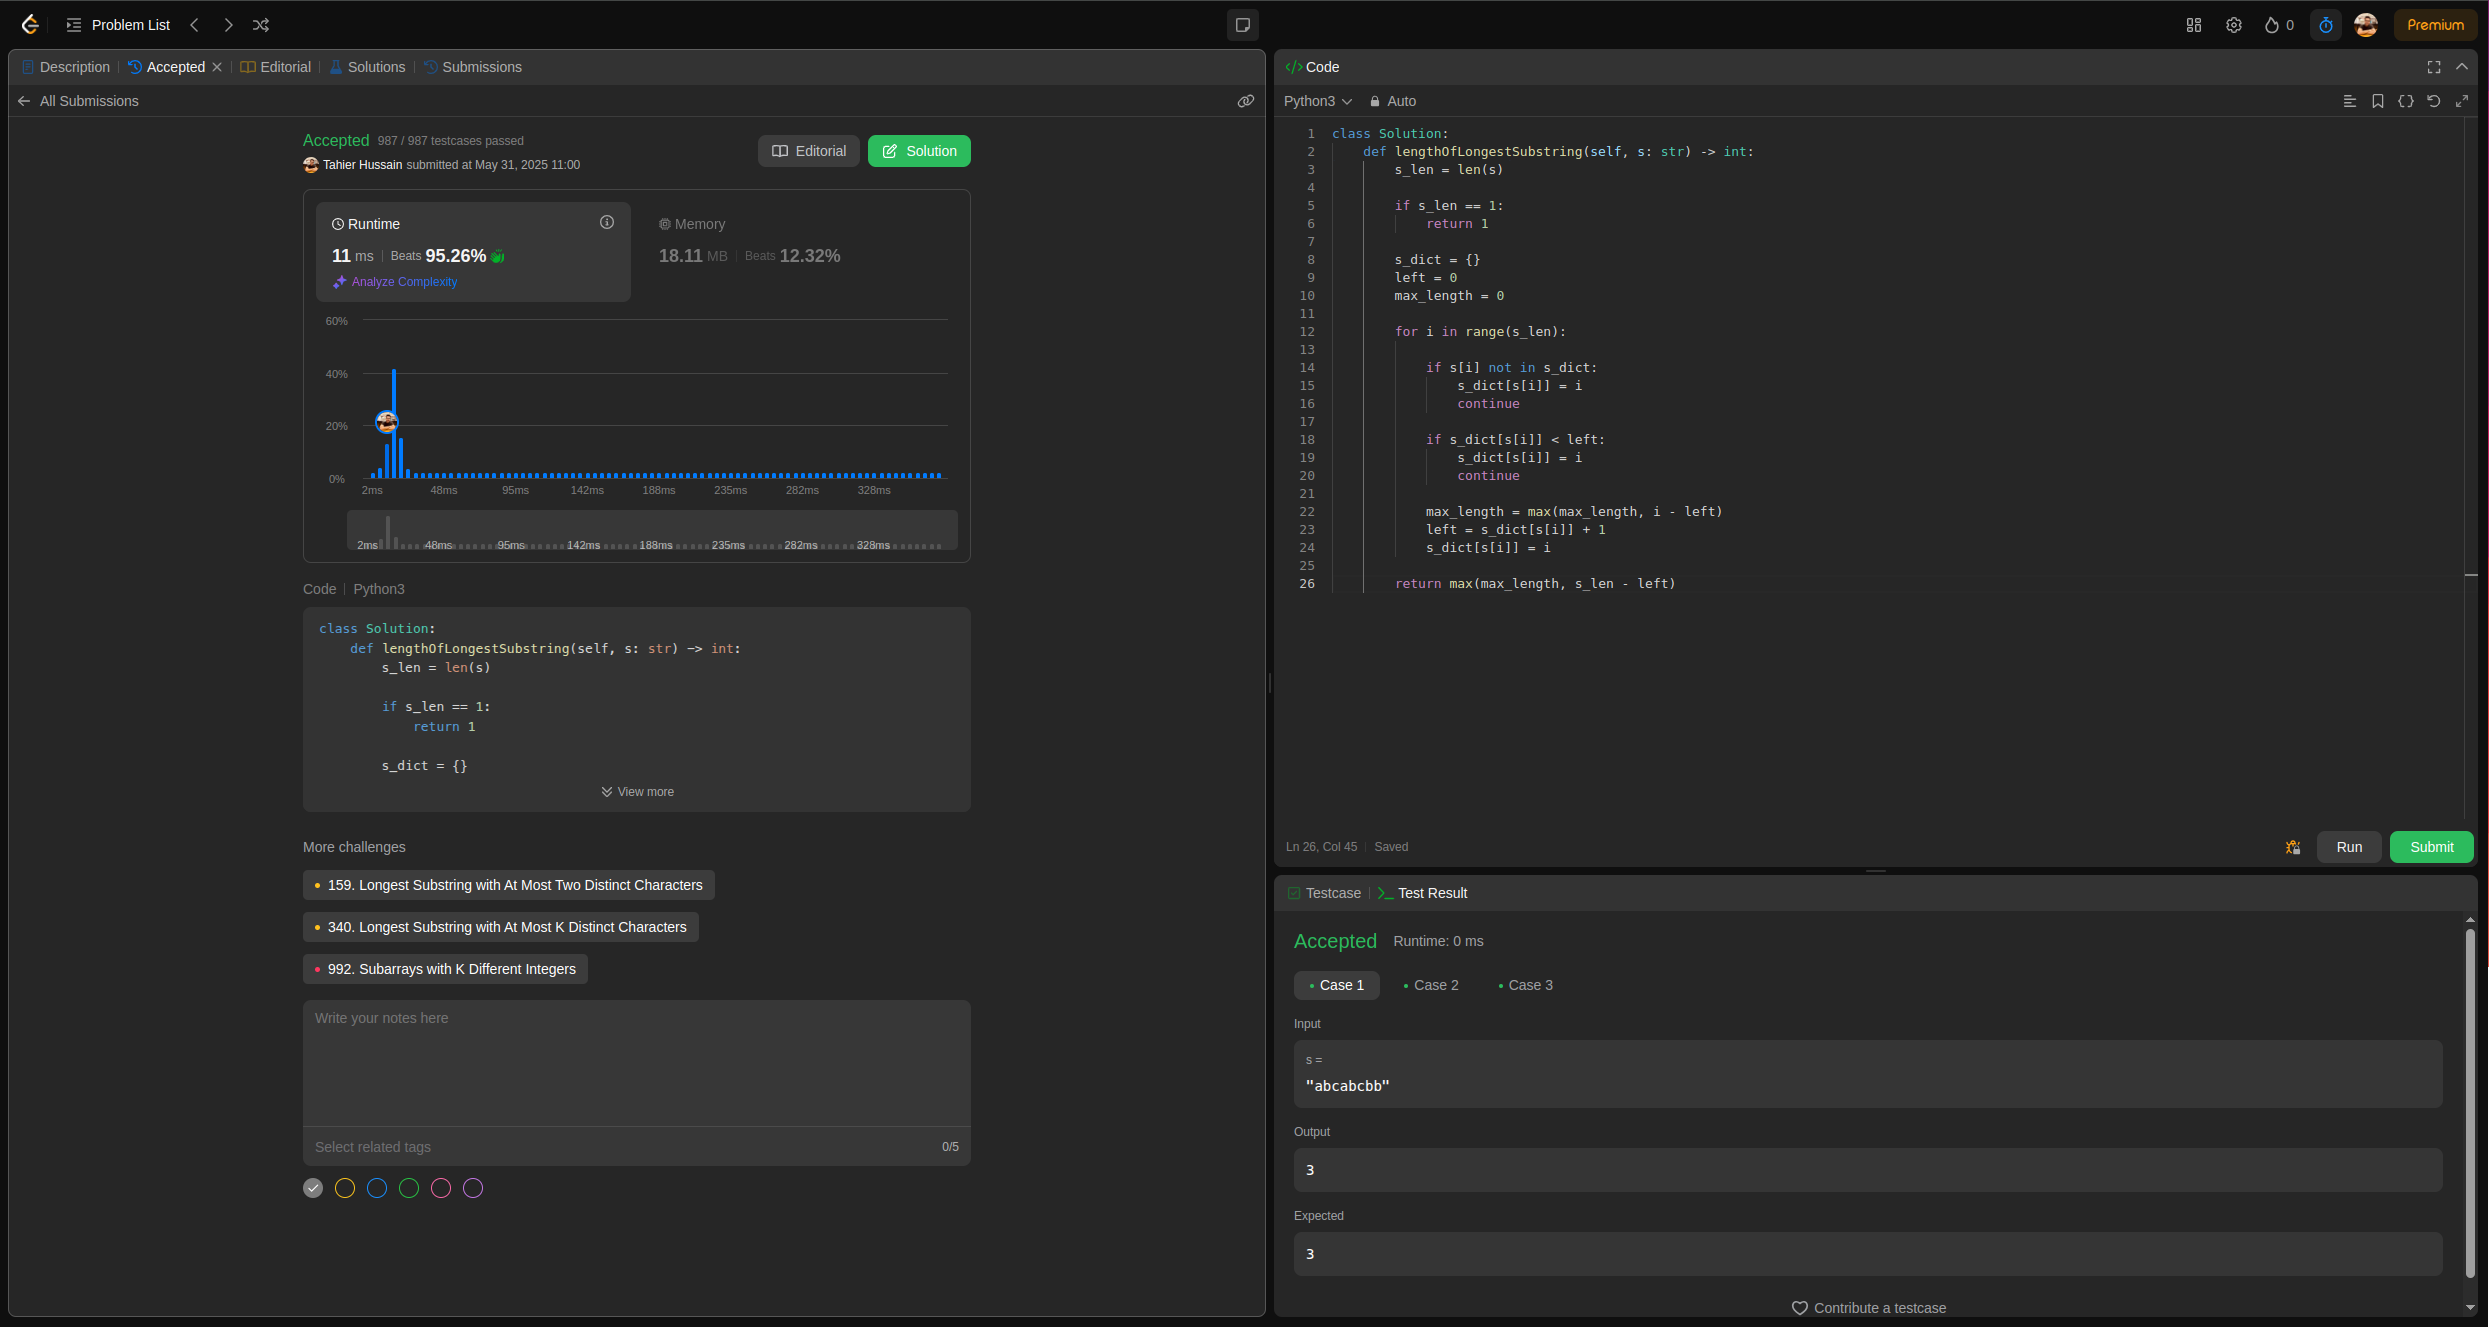 Problem List
0
Premium
Description
Accepted
Editorial
Solutions
Submissions
All Submissions
Accepted 987 / 987 testcases passed
Tahier Hussain submitted at May 31, 2025 11:00
Editorial
Solution
Runtime
11 ms Beats 95.26%
Analyze Complexity
Memory
18.11 MB Beats 12.32%
60%
40%
20%
0%
2ms 48ms 95ms 142ms 188ms 235ms 282ms 328ms
2ms 48ms 95ms 142ms 188ms 235ms 282ms 328ms
Code Python3
class Solution:
    def lengthOfLongestSubstring(self, s: str) -> int:
        s_len = len(s)
        if s_len == 1:
            return 1
        s_dict = {}
View more
More challenges
159. Longest Substring with At Most Two Distinct Characters
340. Longest Substring with At Most K Distinct Characters
992. Subarrays with K Different Integers
Write your notes here
Select related tags 0/5
</> Code
Python3 Auto
1 class Solution:
2     def lengthOfLongestSubstring(self, s: str) -> int:
3         s_len = len(s)
4
5         if s_len == 1:
6             return 1
7
8         s_dict = {}
9         left = 0
10         max_length = 0
11
12         for i in range(s_len):
13
14             if s[i] not in s_dict:
15                 s_dict[s[i]] = i
16                 continue
17
18             if s_dict[s[i]] < left:
19                 s_dict[s[i]] = i
20                 continue
21
22             max_length = max(max_length, i - left)
23             left = s_dict[s[i]] + 1
24             s_dict[s[i]] = i
25
26         return max(max_length, s_len - left)
Ln 26, Col 45 Saved
Run
Submit
Testcase
Test Result
Accepted Runtime: 0 ms
Case 1
Case 2
Case 3
Input
s =
"abcabcbb"
Output
3
Expected
3
Contribute a testcase